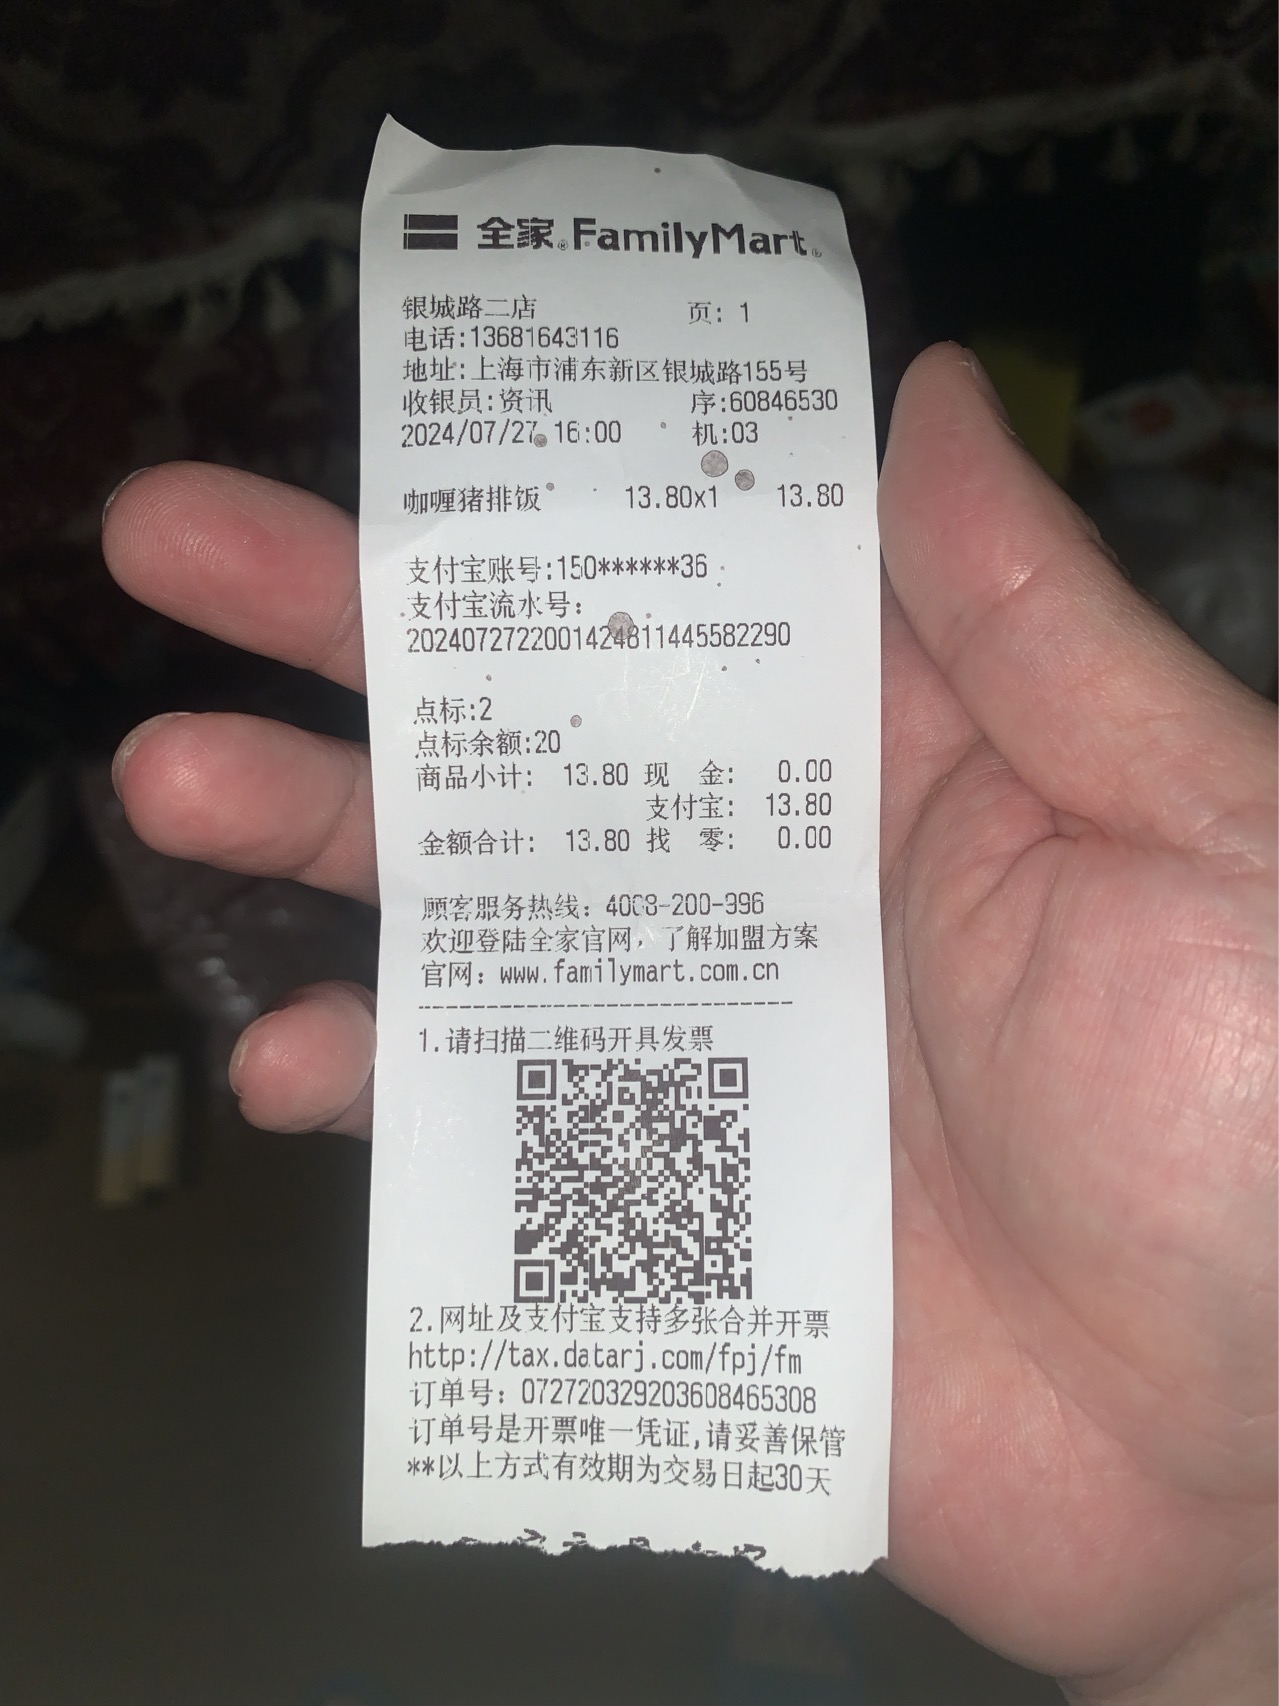 全家® FamilyMart®
银城路二店 页: 1
电话:13681643116
地址:上海市浦东新区银城路155号
收银员:资讯 序:60846530
2024/07/27 16:00 机:03
咖喱猪排饭 13.80x1 13.80
支付宝账号:150******36
支付宝流水号:
2024072722001424811445582290
点标:2
点标余额:20
商品小计: 13.80 现 金: 0.00
支付宝: 13.80
金额合计: 13.80 找 零: 0.00
顾客服务热线: 4008-200-996
欢迎登陆全家官网，了解加盟方案
官网: www.familymart.com.cn
1.请扫描二维码开具发票
2.网址及支付宝支持多张合并开票
http://tax.datarj.com/fpj/fm
订单号: 072720329203608465308
订单号是开票唯一凭证,请妥善保管
**以上方式有效期为交易日起30天